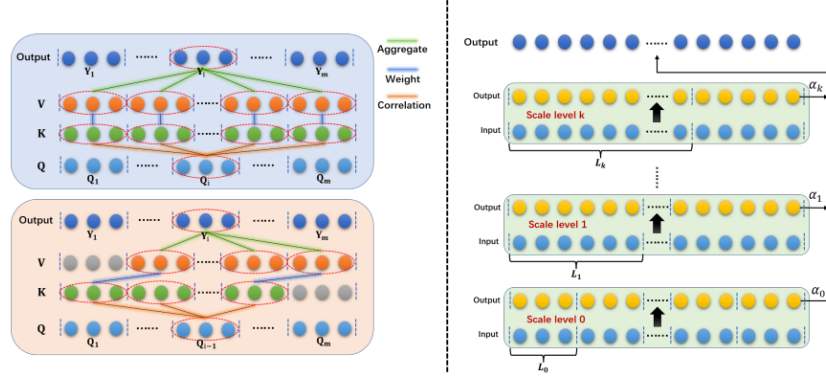 Output
Y1
......
Yi
......
Ym
V
......
K
......
Q
Q1
......
Qi
......
Qm
Aggregate
Weight
Correlation
Output
Y1
......
Yi
......
Ym
V
......
K
......
Q
Q1
......
Qi−1
......
Qm
Output
......
αk
Output
......
Scale level k
Input
......
Lk
......
α1
Output
......
Scale level 1
Input
......
L1
α0
Output
......
Scale level 0
Input
......
L0